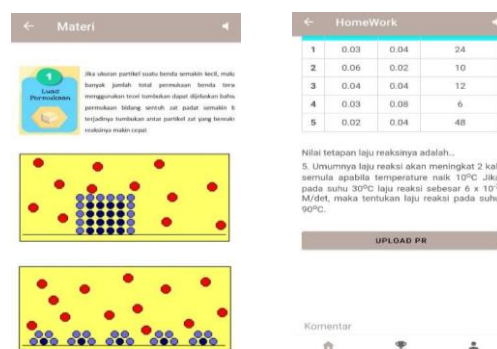 Materi
1
Luas
Permukaan
Jika ukuran partikel suatu benda semakin kecil, maka
banyak jumlah total permukaan benda
menggunakan teori tumbukan dapat dijelaskan bahwa
permukaan bidang sentuh zat padat semakin b
terjadinya tumbukan antar partikel zat yang bereaksi
reaksinya makin cepat.
HomeWork
1 0.03 0.04 24
2 0.06 0.02 10
3 0.04 0.04 12
4 0.03 0.08 6
5 0.02 0.04 48
Nilai tetapan laju reaksinya adalah...
5. Umumnya laju reaksi akan meningkat 2 kal
semula apabila temperature naik 10°C Jika
pada suhu 30°C laju reaksi sebesar 6 x 10
M/det, maka tentukan laju reaksi pada suhu
90°C.
UPLOAD PR
Komentar